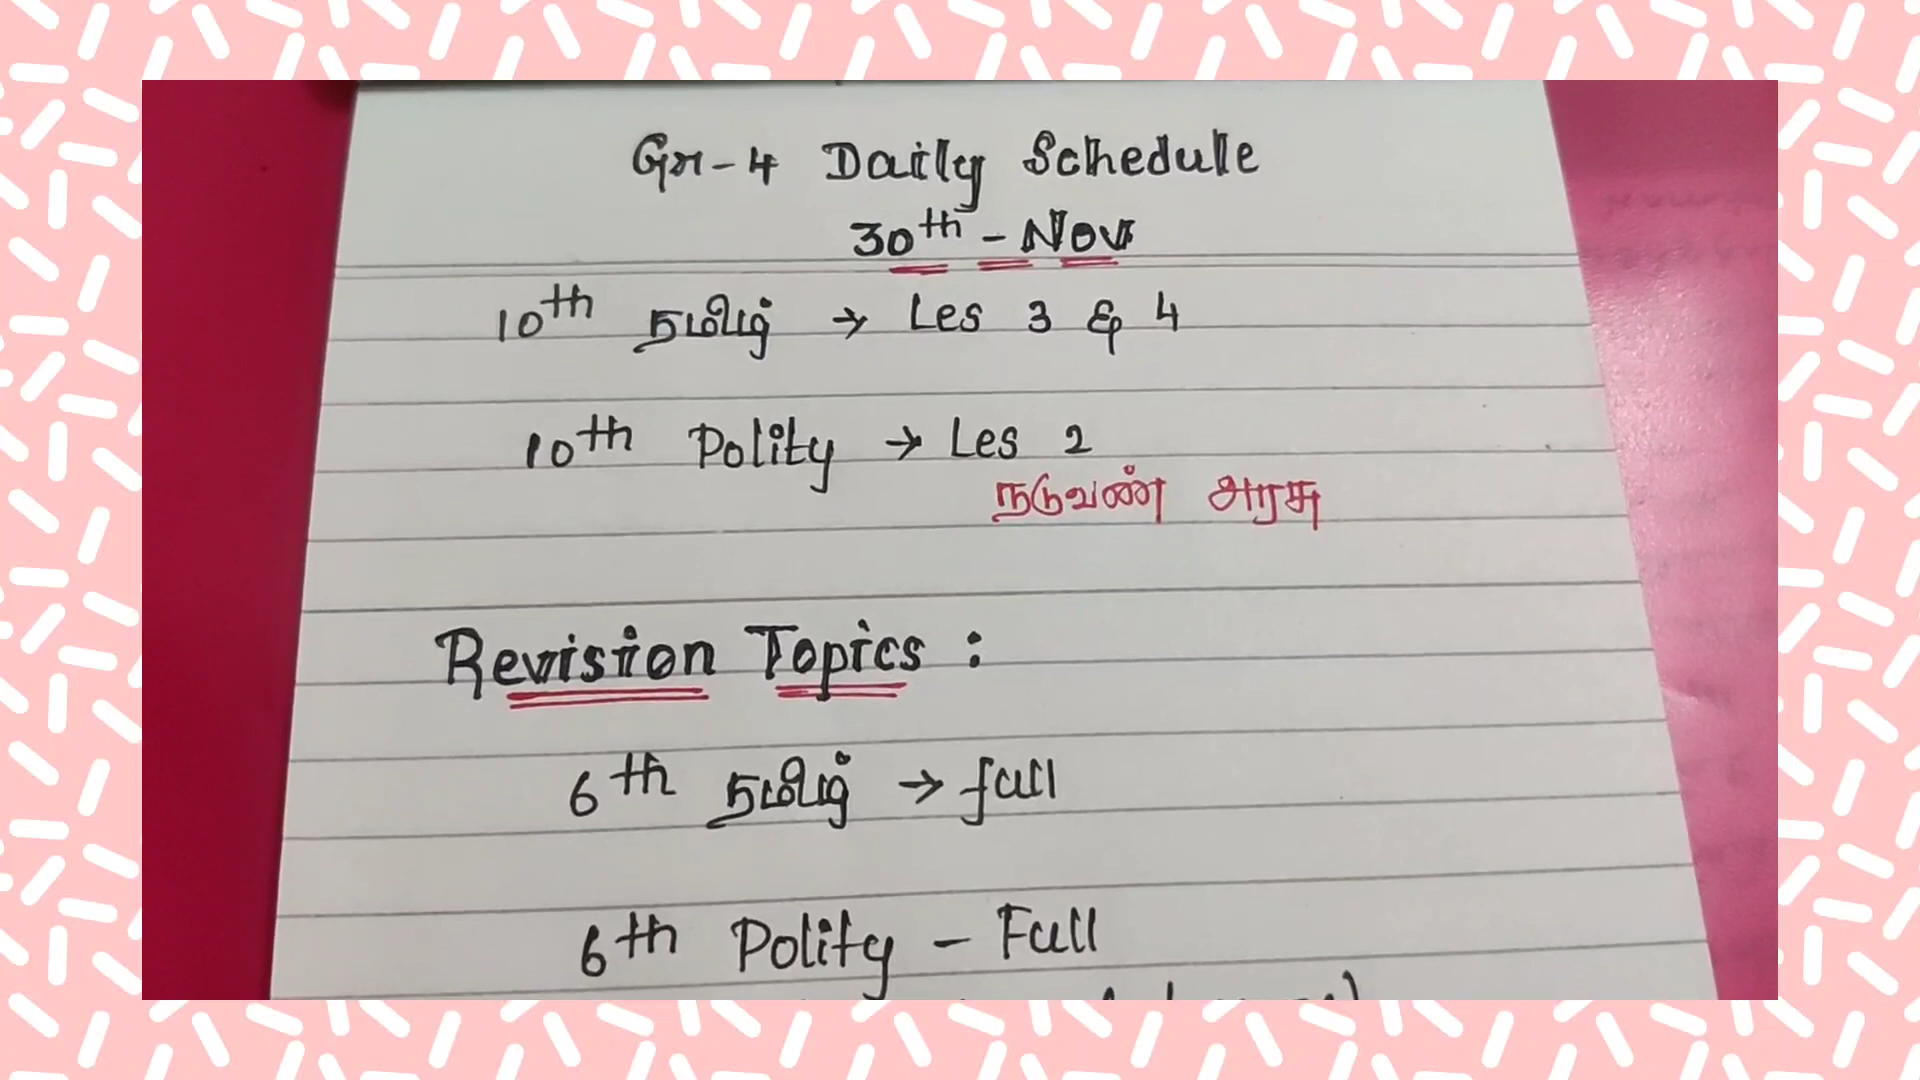 Gr-4 Daily Schedule
30th - Nov
10th தமிழ் → Les 3 & 4
10th Polity → Les 2
நடுவண் அரசு
Revision Topics :
6th தமிழ் → full
6th Polity - Full